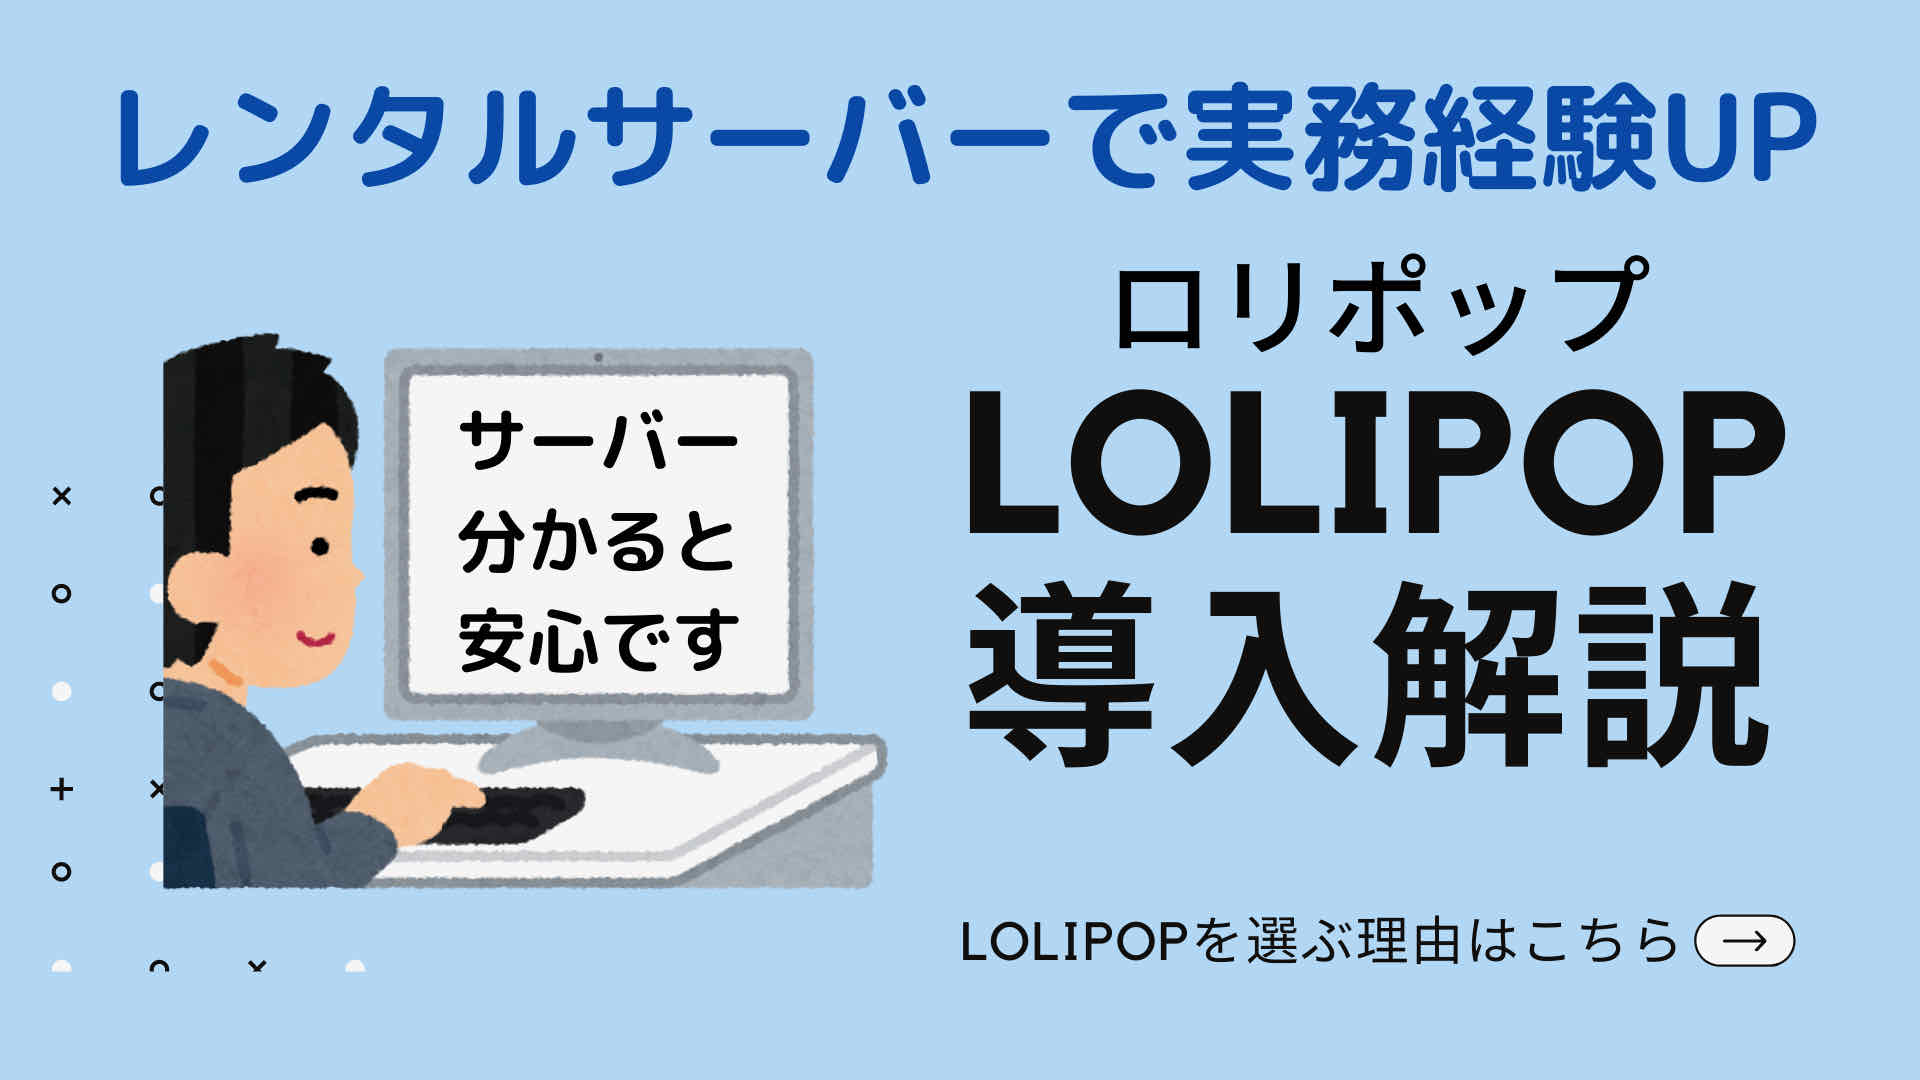 レンタルサーバーで実務経験UP
ロリポップ
LOLIPOP
導入解説
サーバー
分かると
安心です
LOLIPOPを選ぶ理由はこちら